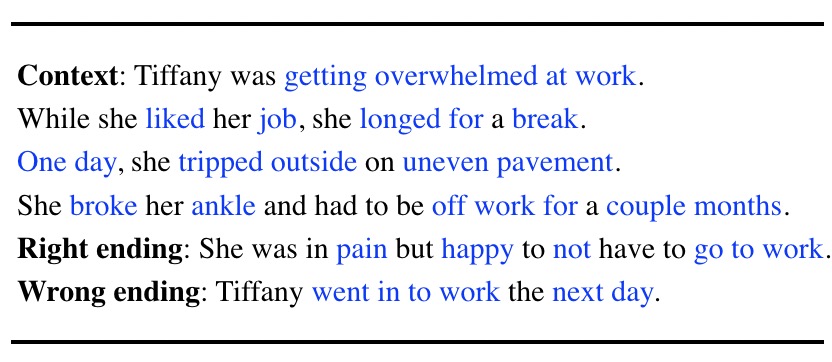 Context: Tiffany was getting overwhelmed at work.
While she liked her job, she longed for a break.
One day, she tripped outside on uneven pavement.
She broke her ankle and had to be off work for a couple months.
Right ending: She was in pain but happy to not have to go to work.
Wrong ending: Tiffany went in to work the next day.